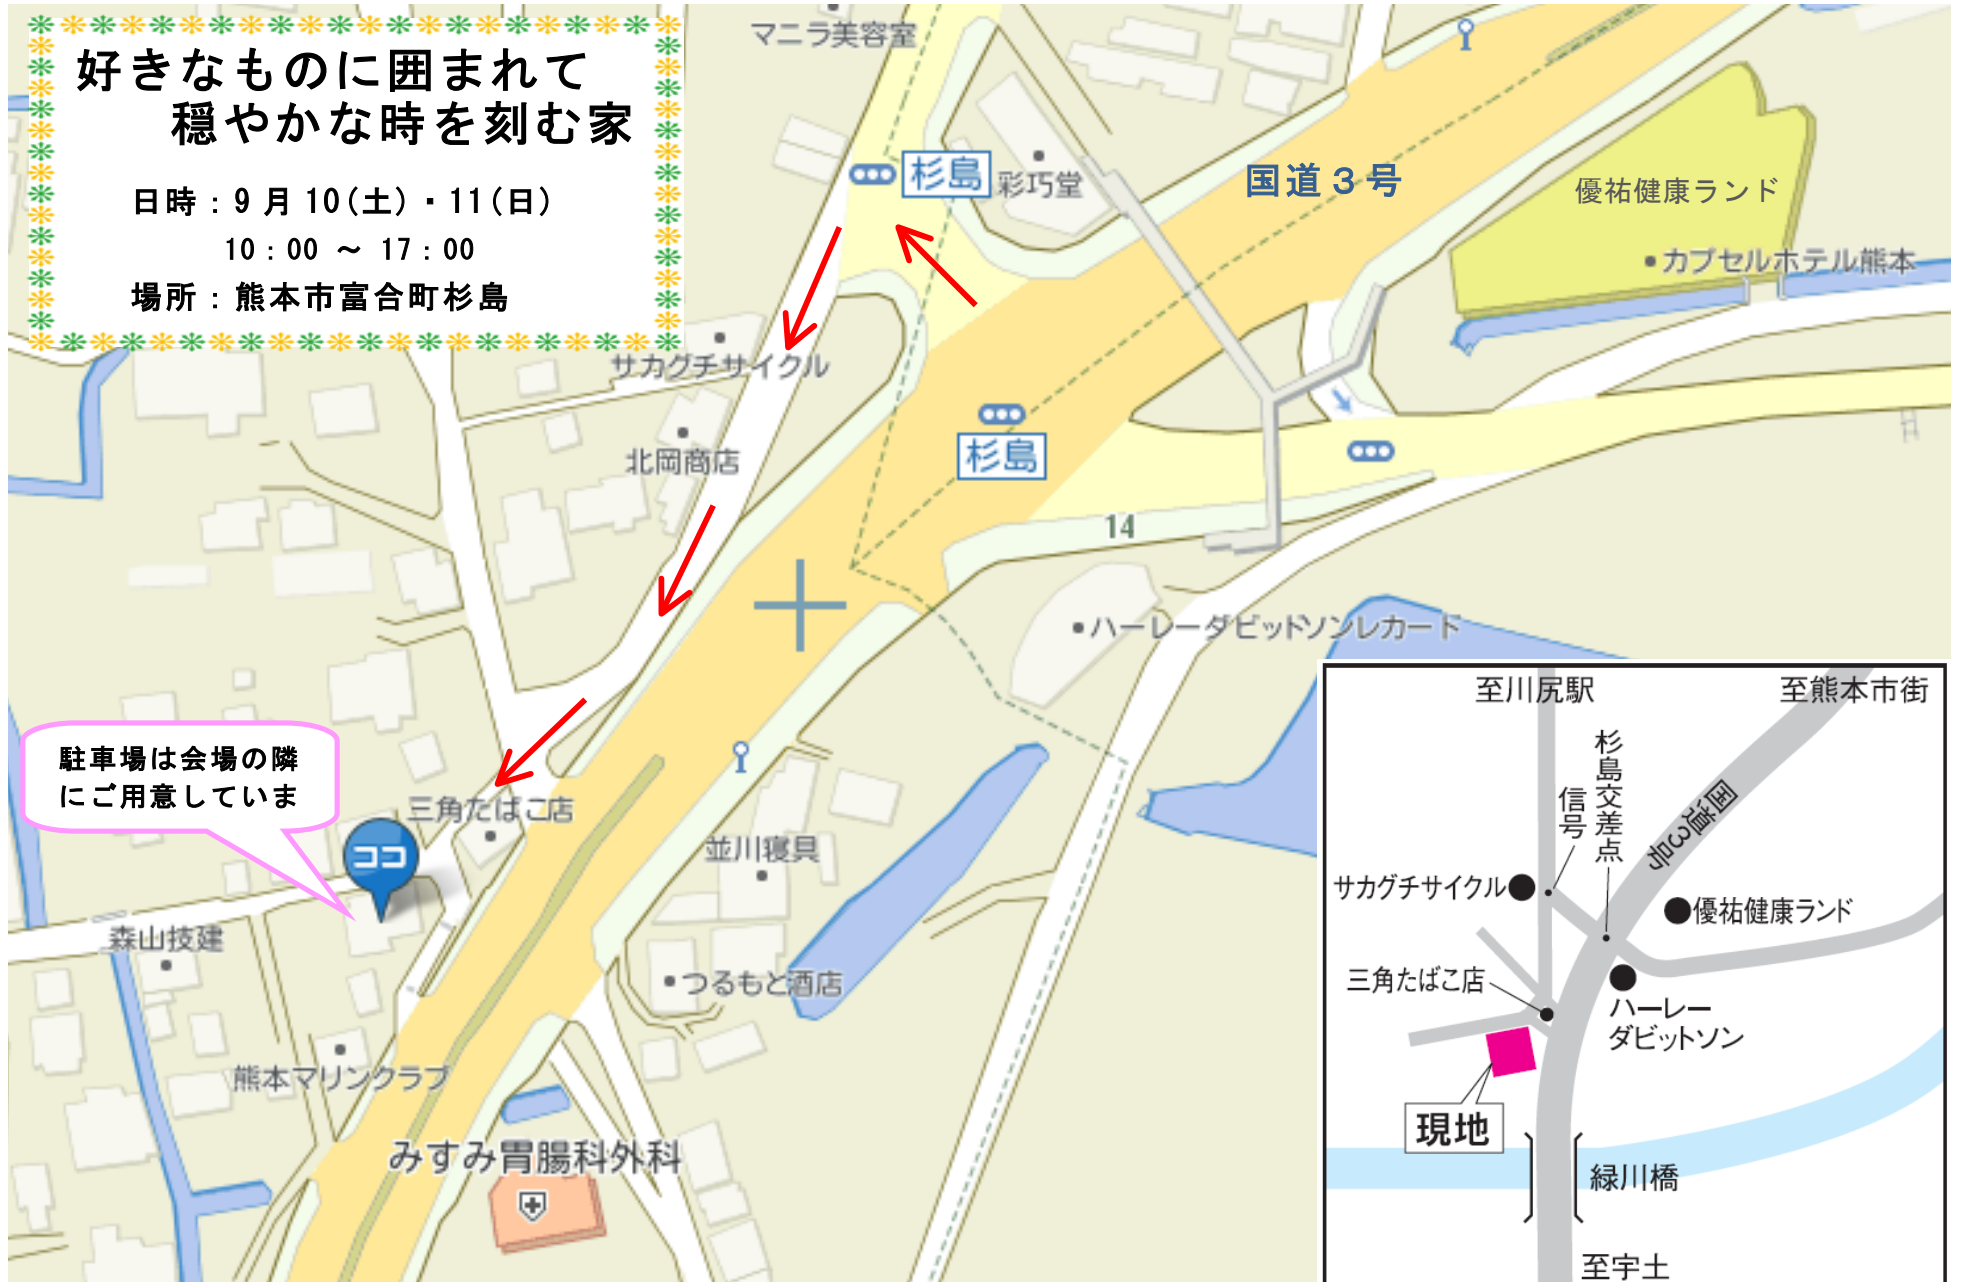 好きなものに囲まれて
穏やかな時を刻む家
日時：9月10(土)・11(日)
10：00 ～ 17：00
場所：熊本市富合町杉島
マニラ美容室
杉島
彩巧堂
国道３号
優祐健康ランド
カプセルホテル熊本
サカグチサイクル
北岡商店
杉島
14
ハーレーダビッドソンレカード
駐車場は会場の隣
にご用意していま
三角たばこ店
ココ
並川寝具
森山技建
つるもと酒店
熊本マリンクラブ
みすみ胃腸科外科
至川尻駅
至熊本市街
杉島交差点
信号
国道3号
サカグチサイクル
優祐健康ランド
三角たばこ店
ハーレー
ダビットソン
現地
緑川橋
至宇土